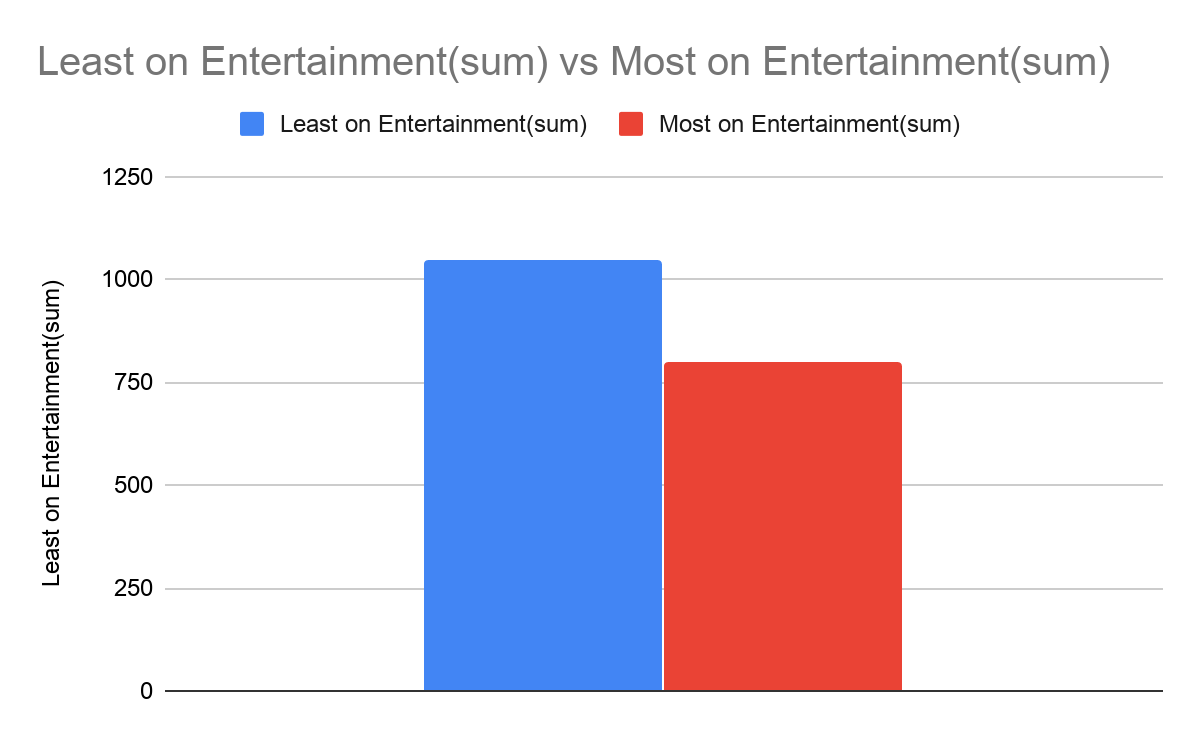 Least on Entertainment(sum) vs Most on Entertainment(sum)
Least on Entertainment(sum)
Most on Entertainment(sum)
1250
1000
750
500
250
0
Least on Entertainment(sum)